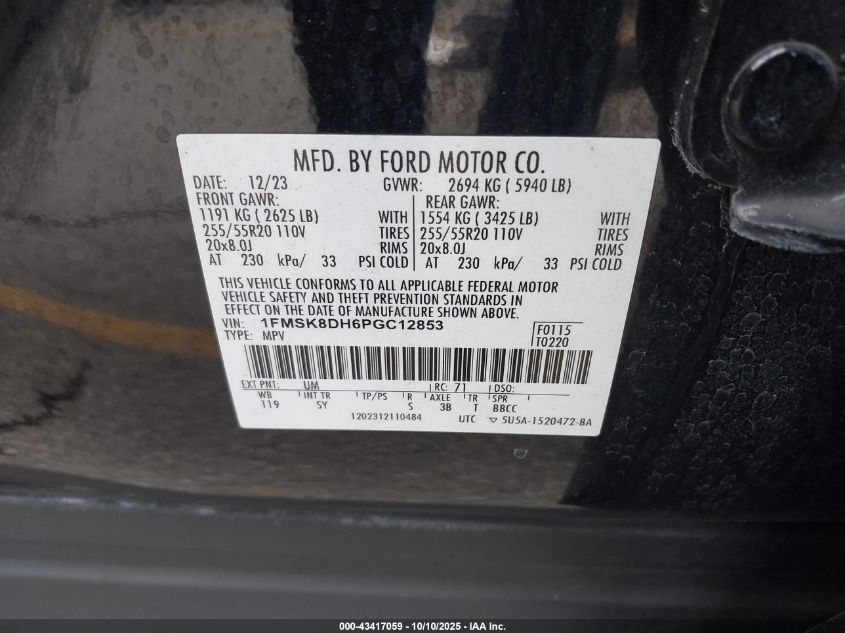 MFD. BY FORD MOTOR CO.
DATE: 12/23 GVWR: 2694 KG ( 5940 LB)
FRONT GAWR: REAR GAWR:
1191 KG ( 2625 LB) WITH 1554 KG ( 3425 LB) WITH
255/55R20 110V TIRES 255/55R20 110V TIRES
20x8.0J RIMS 20x8.0J RIMS
AT 230 kPa/ 33 PSI COLD AT 230 kPa/ 33 PSI COLD
THIS VEHICLE CONFORMS TO ALL APPLICABLE FEDERAL MOTOR
VEHICLE SAFETY AND THEFT PREVENTION STANDARDS IN
EFFECT ON THE DATE OF MANUFACTURE SHOWN ABOVE.
VIN: 1FMSK8DH6PGC12853 F0115
TYPE: MPV T0220
EXT PNT: UM RC: 71 DSO:
WB INT TR TP/PS R AXLE TR SPR
119 5Y S 3B T BBCC
1202312110484 UTC 5U5A-1520472-BA
000-43417059 - 10/10/2025 - IAA Inc.